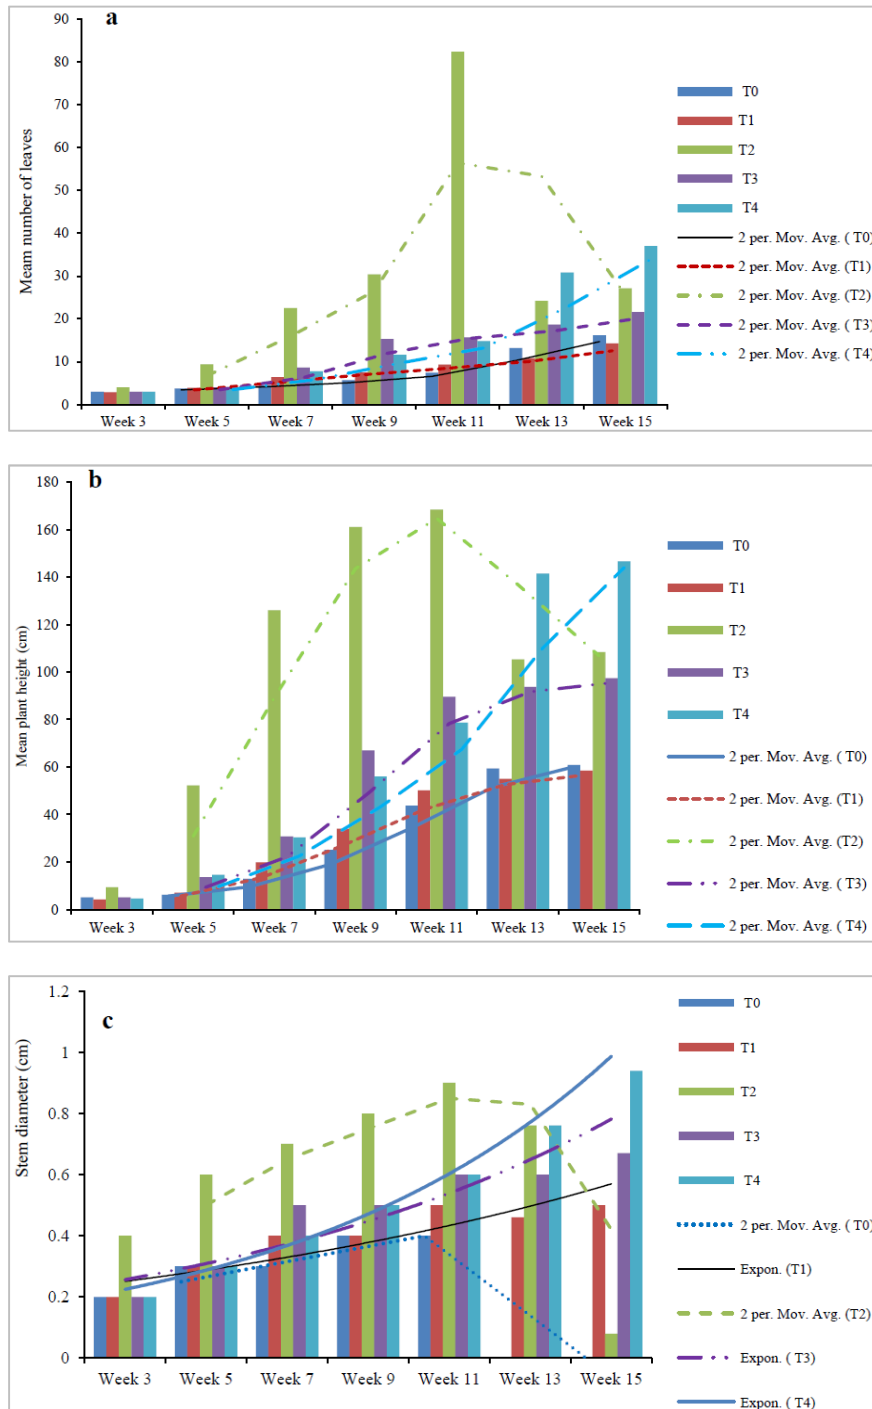 a
90
80
70
60
50
40
30
20
10
0
Meam number of leaves
Week 3 Week 5 Week 7 Week 9 Week 11 Week 13 Week 15
T0
T1
T2
T3
T4
2 per. Mov. Avg. ( T0)
2 per. Mov. Avg. (T1)
2 per. Mov. Avg. (T2)
2 per. Mov. Avg. ( T3)
2 per. Mov. Avg. ( T4)
b
180
160
140
120
100
80
60
40
20
0
Mean plant height (cm)
Week 3 Week 5 Week 7 Week 9 Week 11 Week 13 Week 15
T0
T1
T2
T3
T4
2 per. Mov. Avg. ( T0)
2 per. Mov. Avg. (T1)
2 per. Mov. Avg. (T2)
2 per. Mov. Avg. ( T3)
2 per. Mov. Avg. ( T4)
c
1.2
1
0.8
0.6
0.4
0.2
0
Stem diameter (cm)
Week 3 Week 5 Week 7 Week 9 Week 11 Week 13 Week 15
T0
T1
T2
T3
T4
2 per. Mov. Avg. ( T0)
Expon. (T1)
2 per. Mov. Avg. (T2)
Expon. ( T3)
Expon. ( T4)